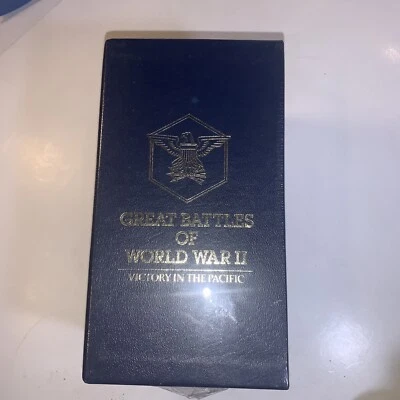 GREAT BATTLES
OF
WORLD WAR II
VICTORY IN THE PACIFIC